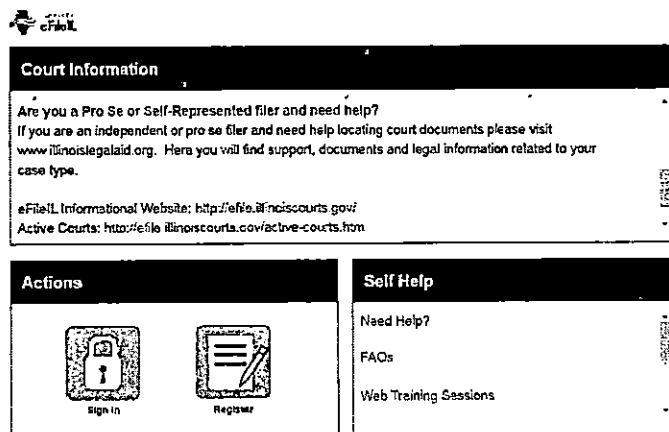 eFileIL
Court Information
Are you a Pro Se or Self-Represented filer and need help?
If you are an independent or pro se filer and need help locating court documents please visit
www.illinoislegalaid.org. Here you will find support, documents and legal information related to your
case type.
eFileIL Informational Website: http://efile.illinoiscourts.gov/
Active Courts: http://efile.illinoiscourts.gov/active-courts.htm
Actions
Sign In
Register
Self Help
Need Help?
FAQs
Web Training Sessions